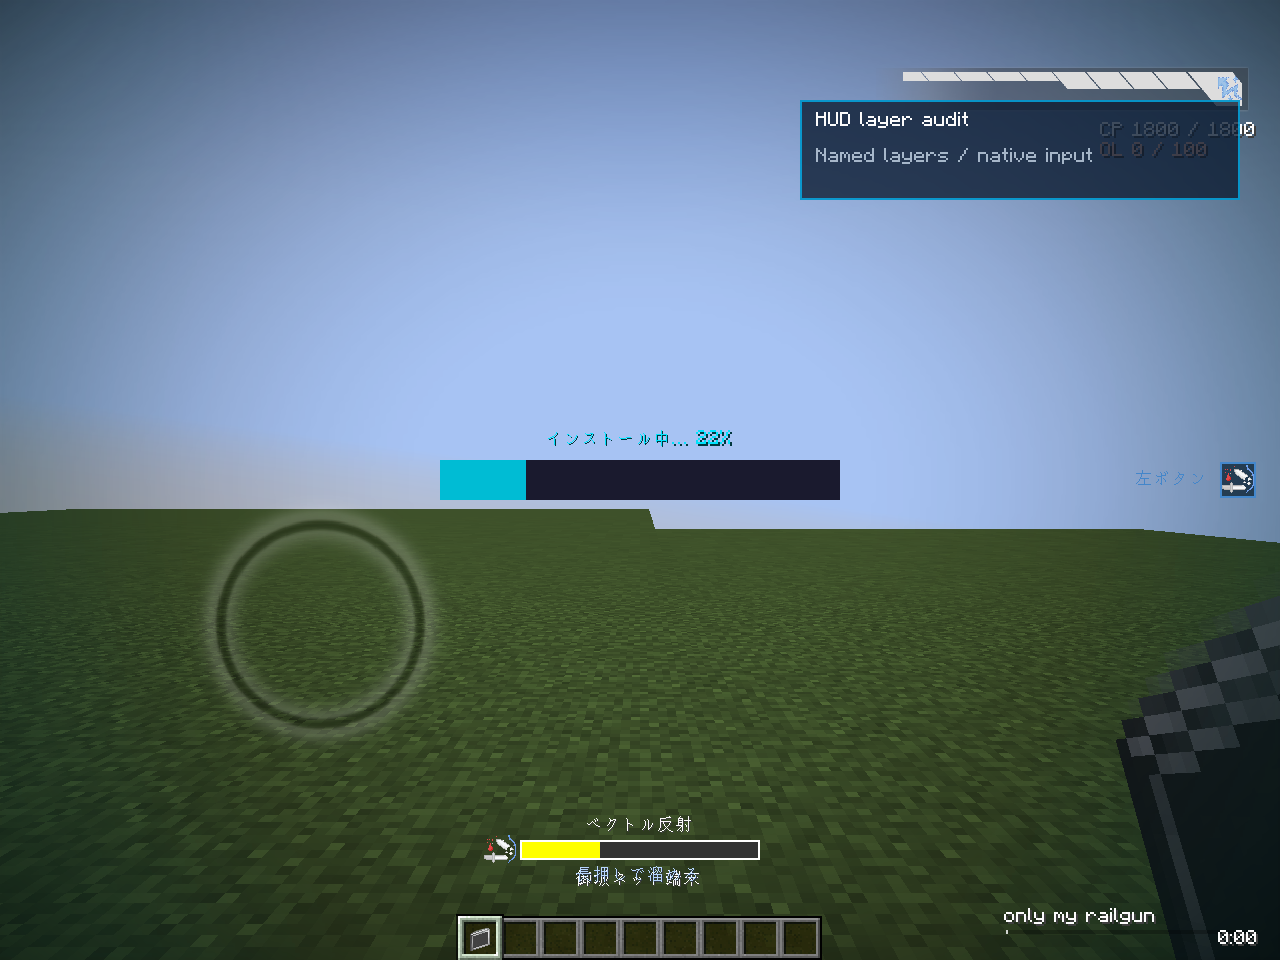 CP 1800 / 1800
OL 0 / 100
HUD layer audit
Named layers / native input
インストール中... 22%
左ボタン
ベクトル反射
only my railgun
0:00